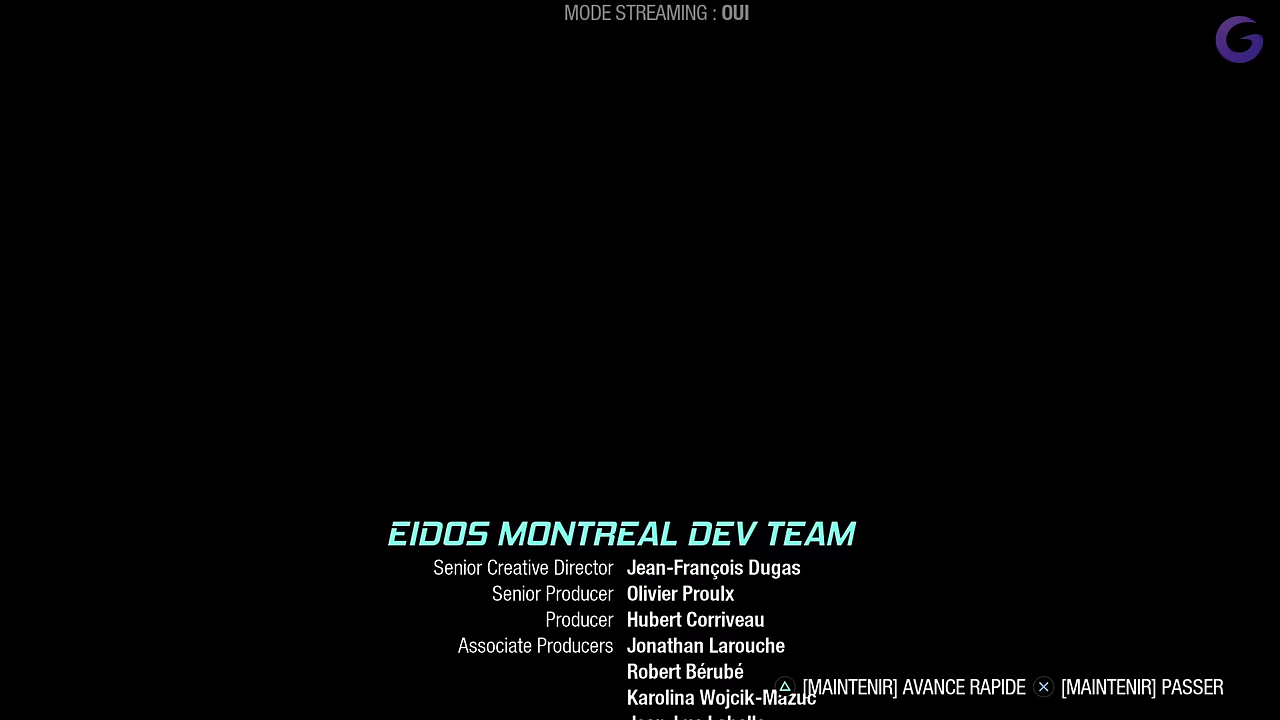 MODE STREAMING : OUI
EIDOS MONTREAL DEV TEAM
Senior Creative Director Jean-François Dugas
Senior Producer Olivier Proulx
Producer Hubert Corriveau
Associate Producers Jonathan Larouche
Robert Bérubé
Karolina Wojcik-Mazuc
[MAINTENIR] AVANCE RAPIDE [MAINTENIR] PASSER